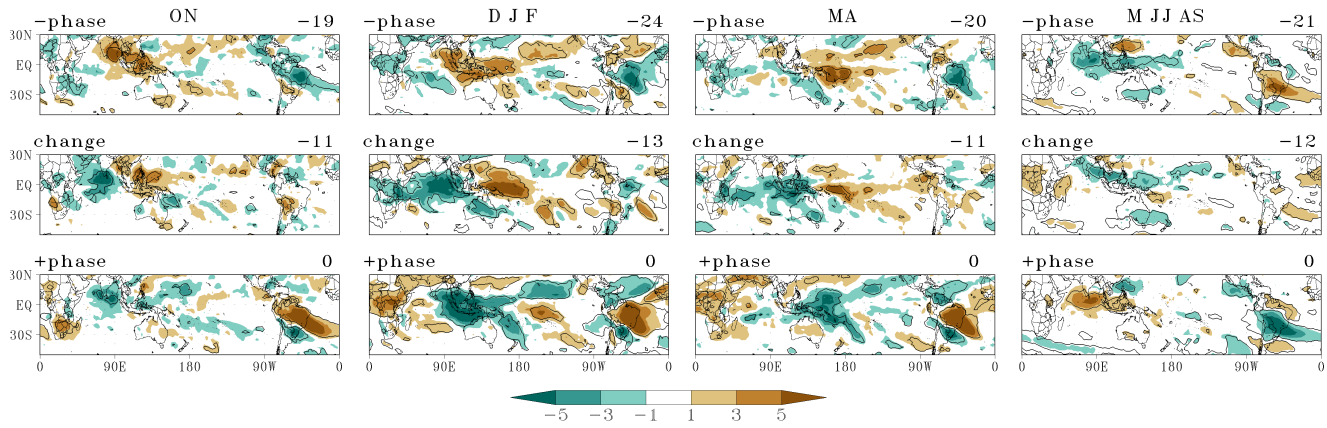 ON DJF MA MJJAS
−phase −19 −phase −24 −phase −20 −phase −21
30N
EQ
30S
change −11 change −13 change −11 change −12
30N
EQ
30S
+phase 0 +phase 0 +phase 0 +phase 0
30N
EQ
30S
0 90E 180 90W 0 0 90E 180 90W 0 0 90E 180 90W 0 0 90E 180 90W 0
−5 −3 −1 1 3 5